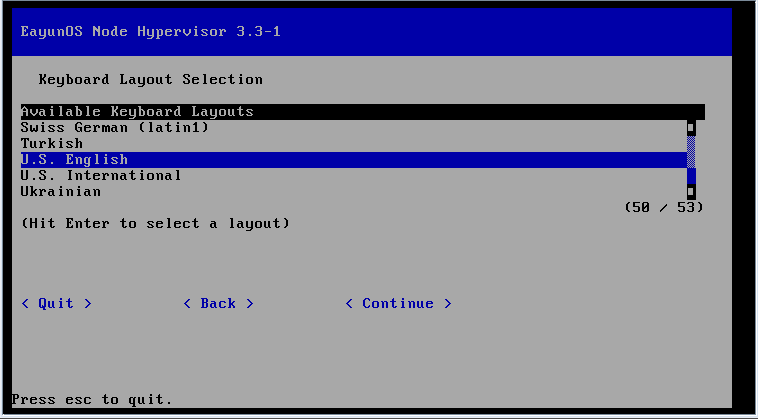 EayunOS Node Hypervisor 3.3-1
Keyboard Layout Selection
Available Keyboard Layouts
Swiss German (latin1)
Turkish
U.S. English
U.S. International
Ukrainian
(50 / 53)
(Hit Enter to select a layout)
< Quit > < Back > < Continue >
Press esc to quit.